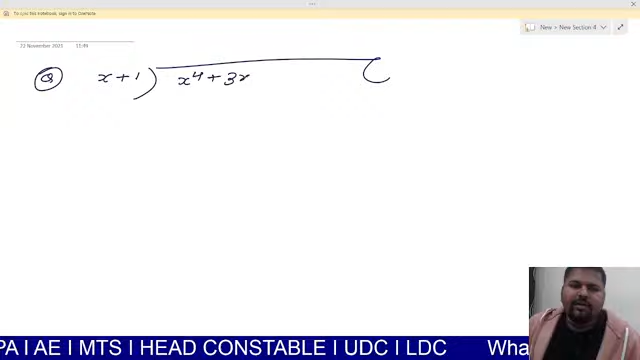 To sync this notebook, sign in to OneNote.
New + New Section-4
22 November 2021 11:49
Q x + 1 ) x⁴ + 3x (
PA I AE I MTS I HEAD CONSTABLE I UDC I LDC Wha